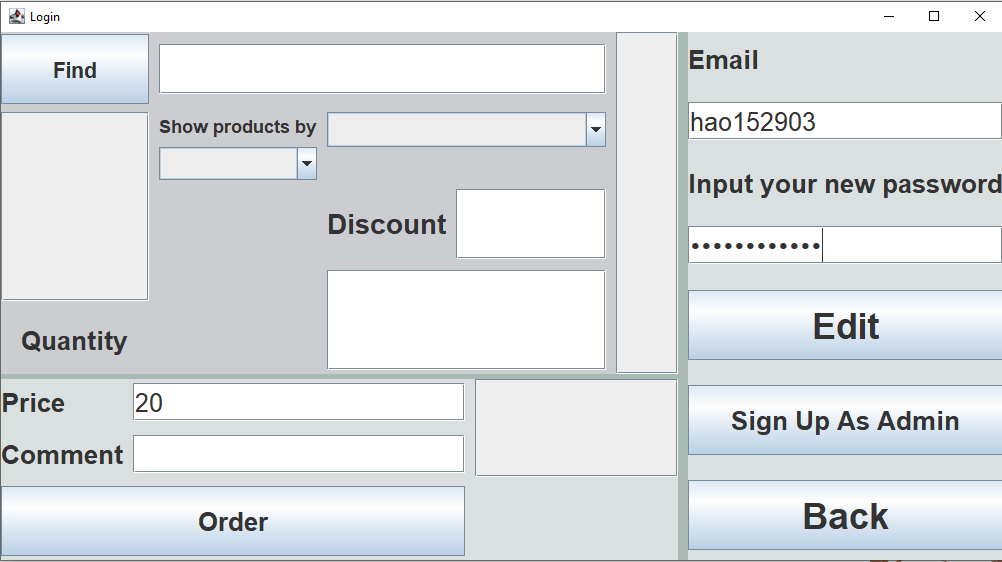 Login
Find
Show products by
Discount
Quantity
Price
20
Comment
Order
Email
hao152903
Input your new password
••••••••••••
Edit
Sign Up As Admin
Back